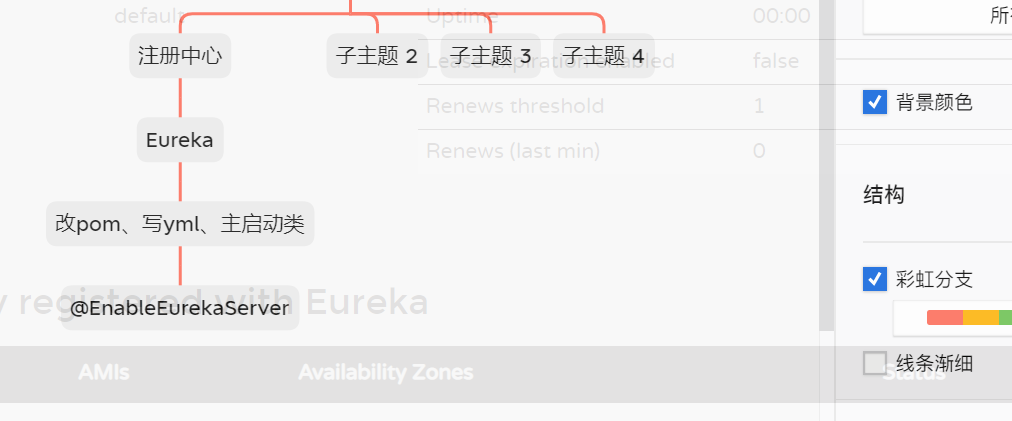 default
Uptime 00:00
所
注册中心 子主题 2 子主题 3 子主题 4
Lease expiration enabled false
Renews threshold 1
背景颜色
Eureka
Renews (last min) 0
结构
改pom、写yml、主启动类
彩虹分支
y registered with Eureka
@EnableEurekaServer
线条渐细
AMIs Availability Zones Status